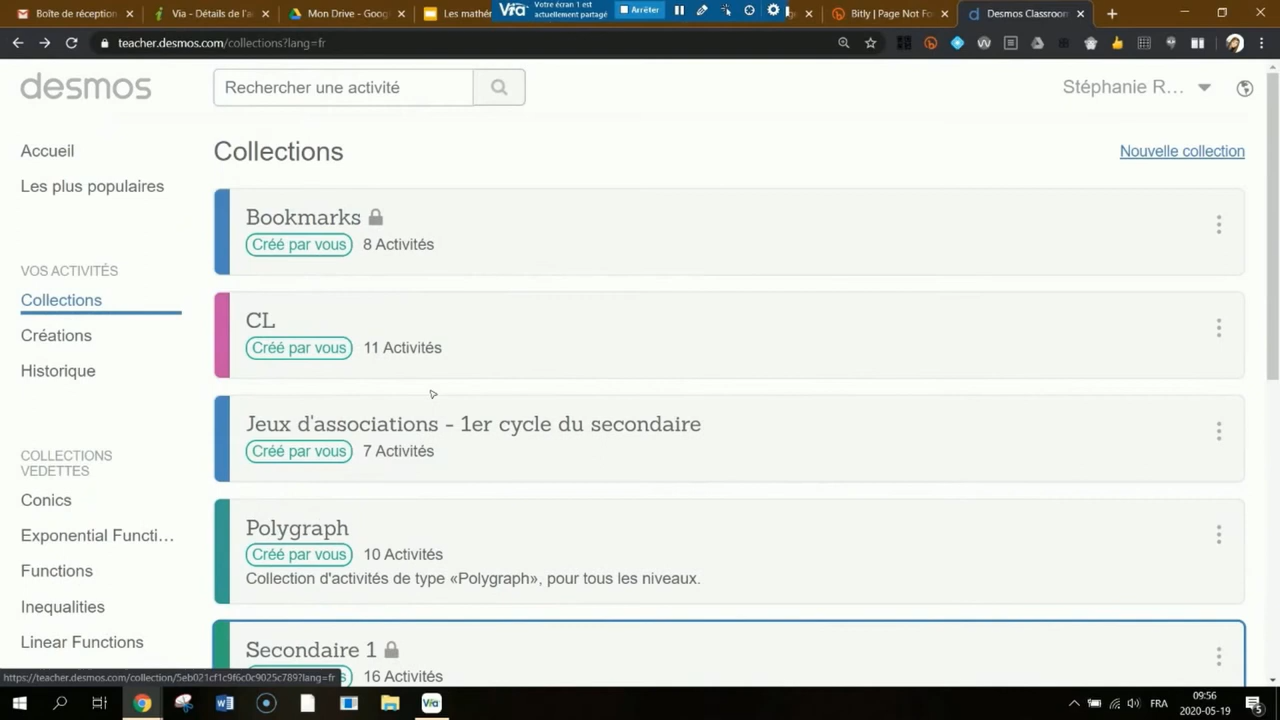 Boîte de réception
Via - Détails de l'a
Mon Drive - Goog
Les mathé
Via
Votre écran 1 est
actuellement partagé
Arrêter
Bitly | Page Not Fo
Desmos Classroom
teacher.desmos.com/collections?lang=fr
desmos
Rechercher une activité
Stéphanie R...
Accueil
Les plus populaires
VOS ACTIVITÉS
Collections
Créations
Historique
COLLECTIONS
VEDETTES
Conics
Exponential Functi...
Functions
Inequalities
Linear Functions
Collections
Nouvelle collection
Bookmarks
Créé par vous 8 Activités
CL
Créé par vous 11 Activités
Jeux d'associations - 1er cycle du secondaire
Créé par vous 7 Activités
Polygraph
Créé par vous 10 Activités
Collection d'activités de type «Polygraph», pour tous les niveaux.
Secondaire 1
16 Activités
https://teacher.desmos.com/collection/5eb021cf1c9f6c0c9025c789?lang=fr
Via
FRA
09:56
2020-05-19
5